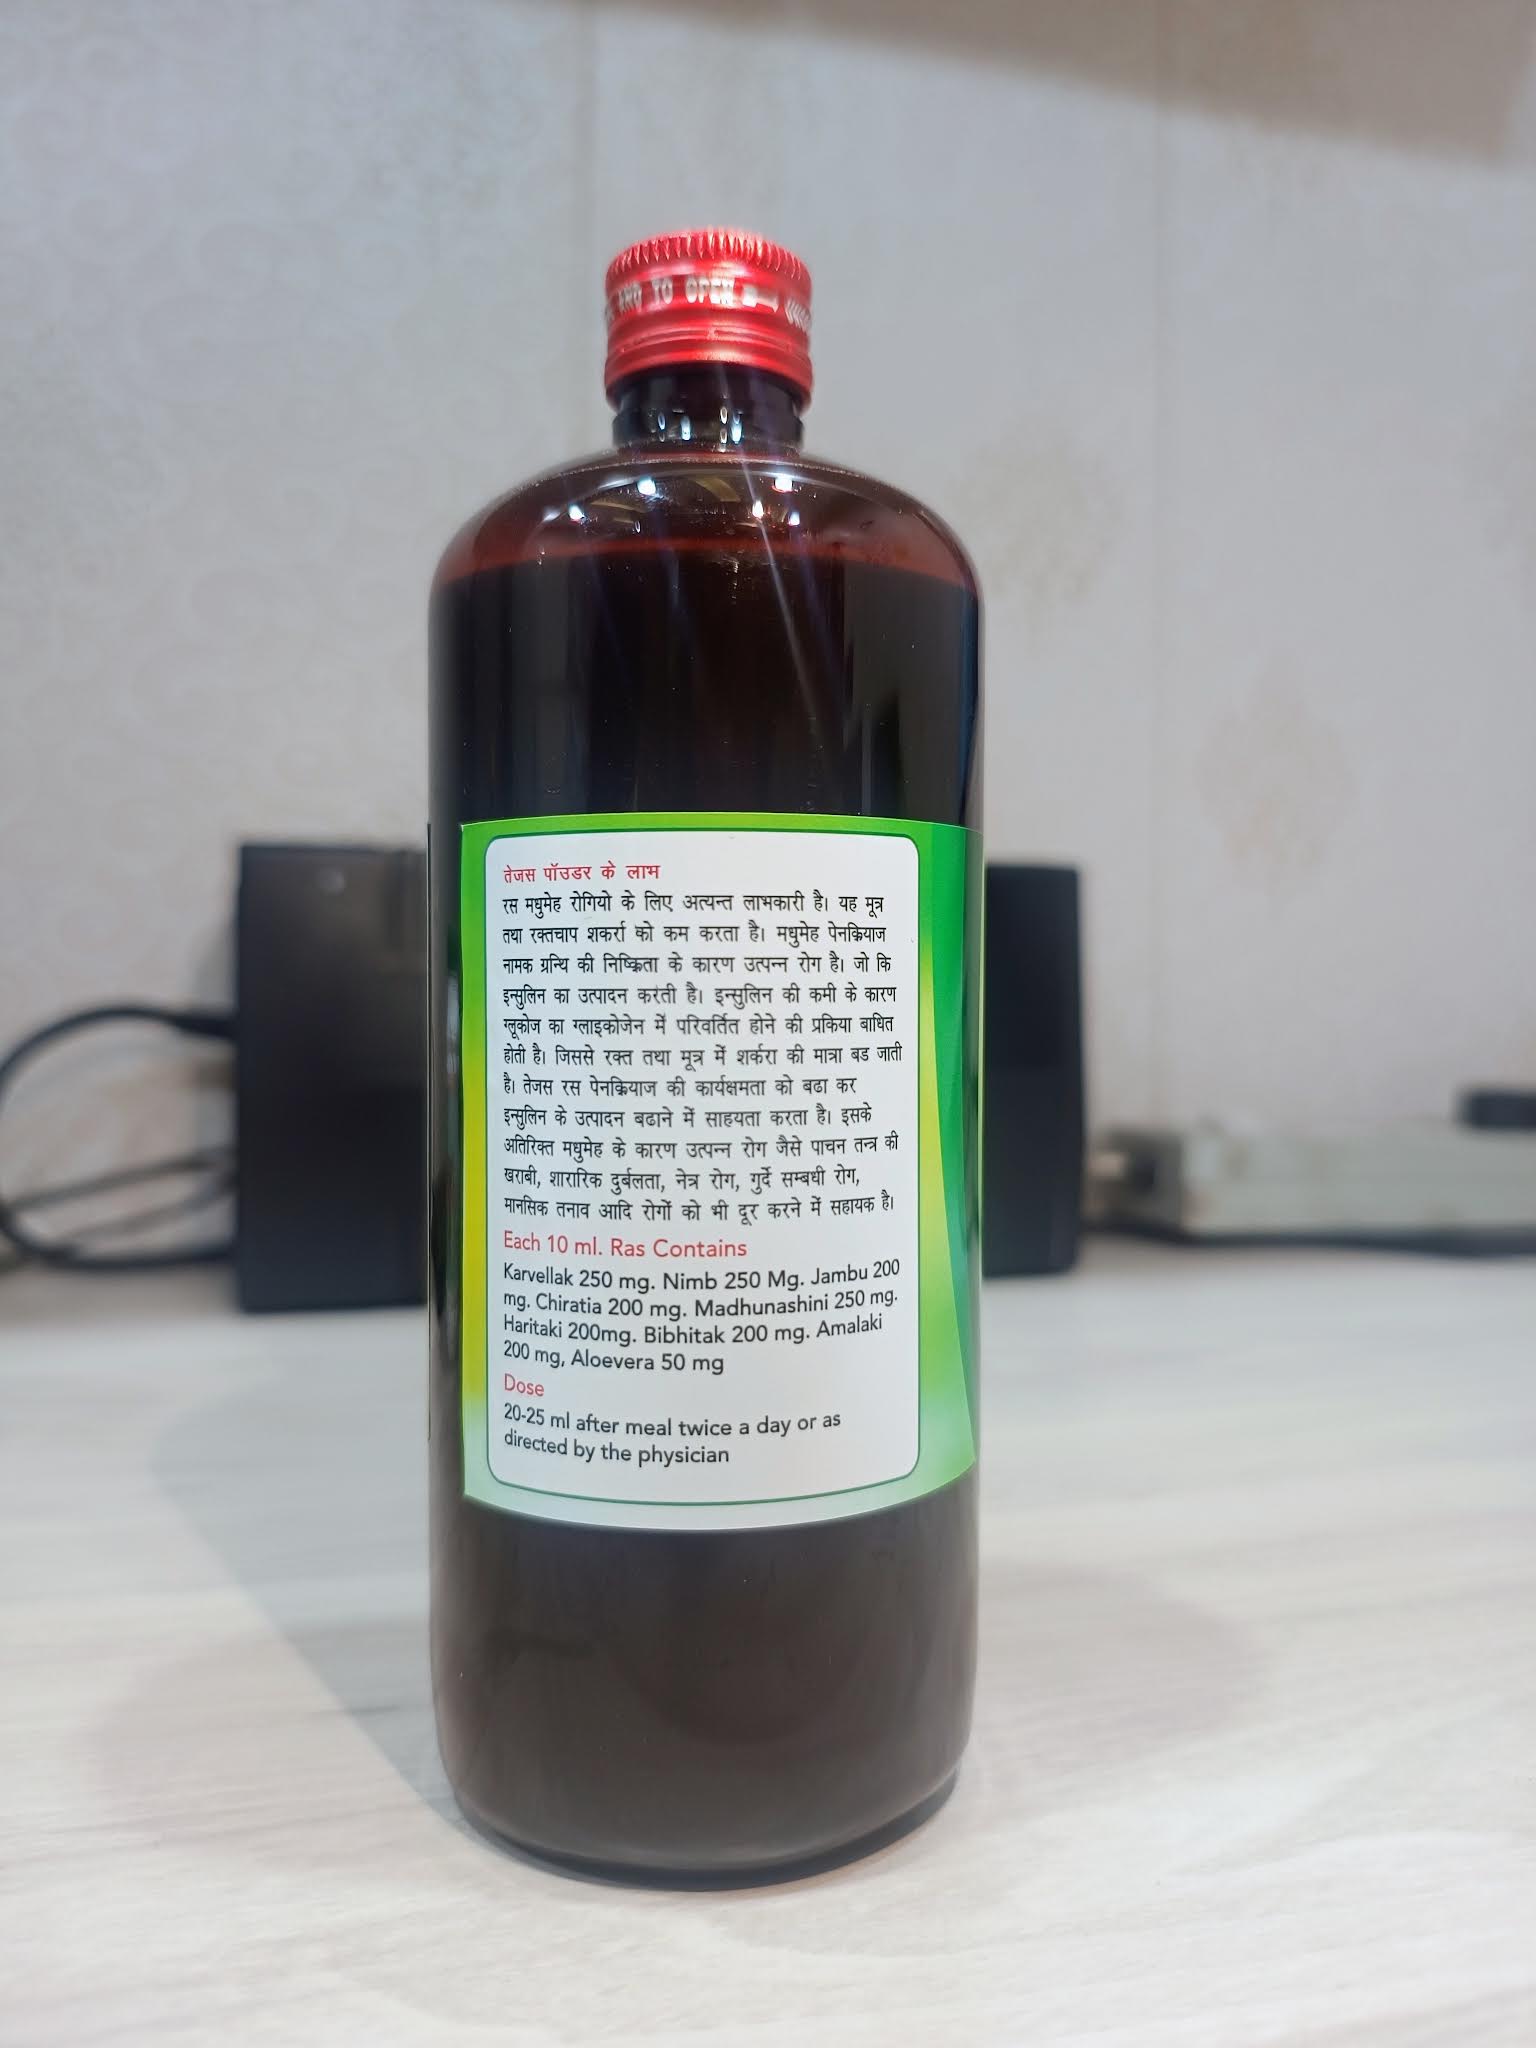 AND TO OPEN
तेजस पॉउडर के लाभ
रस मधुमेह रोगियो के लिए अत्यन्त लाभकारी है। यह मूत्र
तथा रक्तचाप शकर्रा को कम करता है। मधुमेह पेनक्रियाज
नामक ग्रन्थि की निष्क्रिता के कारण उत्पन्न रोग है। जो कि
इन्सुलिन का उत्पादन करती है। इन्सुलिन की कमी के कारण
ग्लूकोज का ग्लाइकोजेन में परिवर्तित होने की प्रकिया बाधित
होती है। जिससे रक्त तथा मूत्र में शर्करा की मात्रा बड जाती
है। तेजस रस पेनक्रियाज की कार्यक्षमता को बढा कर
इन्सुलिन के उत्पादन बढाने में साहयता करता है। इसके
अतिरिक्त मधुमेह के कारण उत्पन्न रोग जैसे पाचन तन्त्र की
खराबी, शारारिक दुर्बलता, नेत्र रोग, गुर्दे सम्बधी रोग,
मानसिक तनाव आदि रोगों को भी दूर करने में सहायक है।
Each 10 ml. Ras Contains
Karvellak 250 mg. Nimb 250 Mg. Jambu 200
mg. Chiratia 200 mg. Madhunashini 250 mg.
Haritaki 200mg. Bibhitak 200 mg. Amalaki
200 mg, Aloevera 50 mg
Dose
20-25 ml after meal twice a day or as
directed by the physician